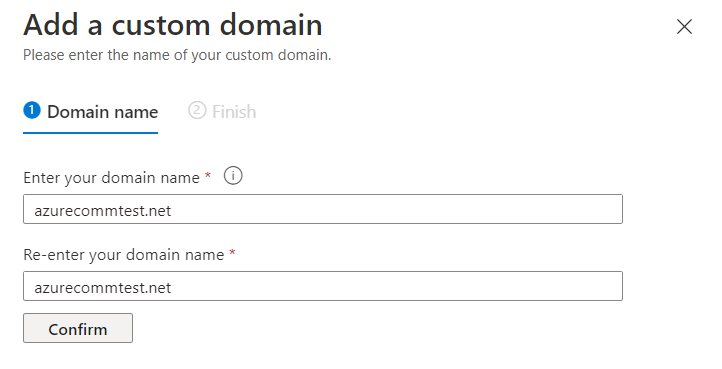 Add a custom domain
Please enter the name of your custom domain.
1 Domain name 2 Finish
Enter your domain name * i
azurecommtest.net
Re-enter your domain name *
azurecommtest.net
Confirm